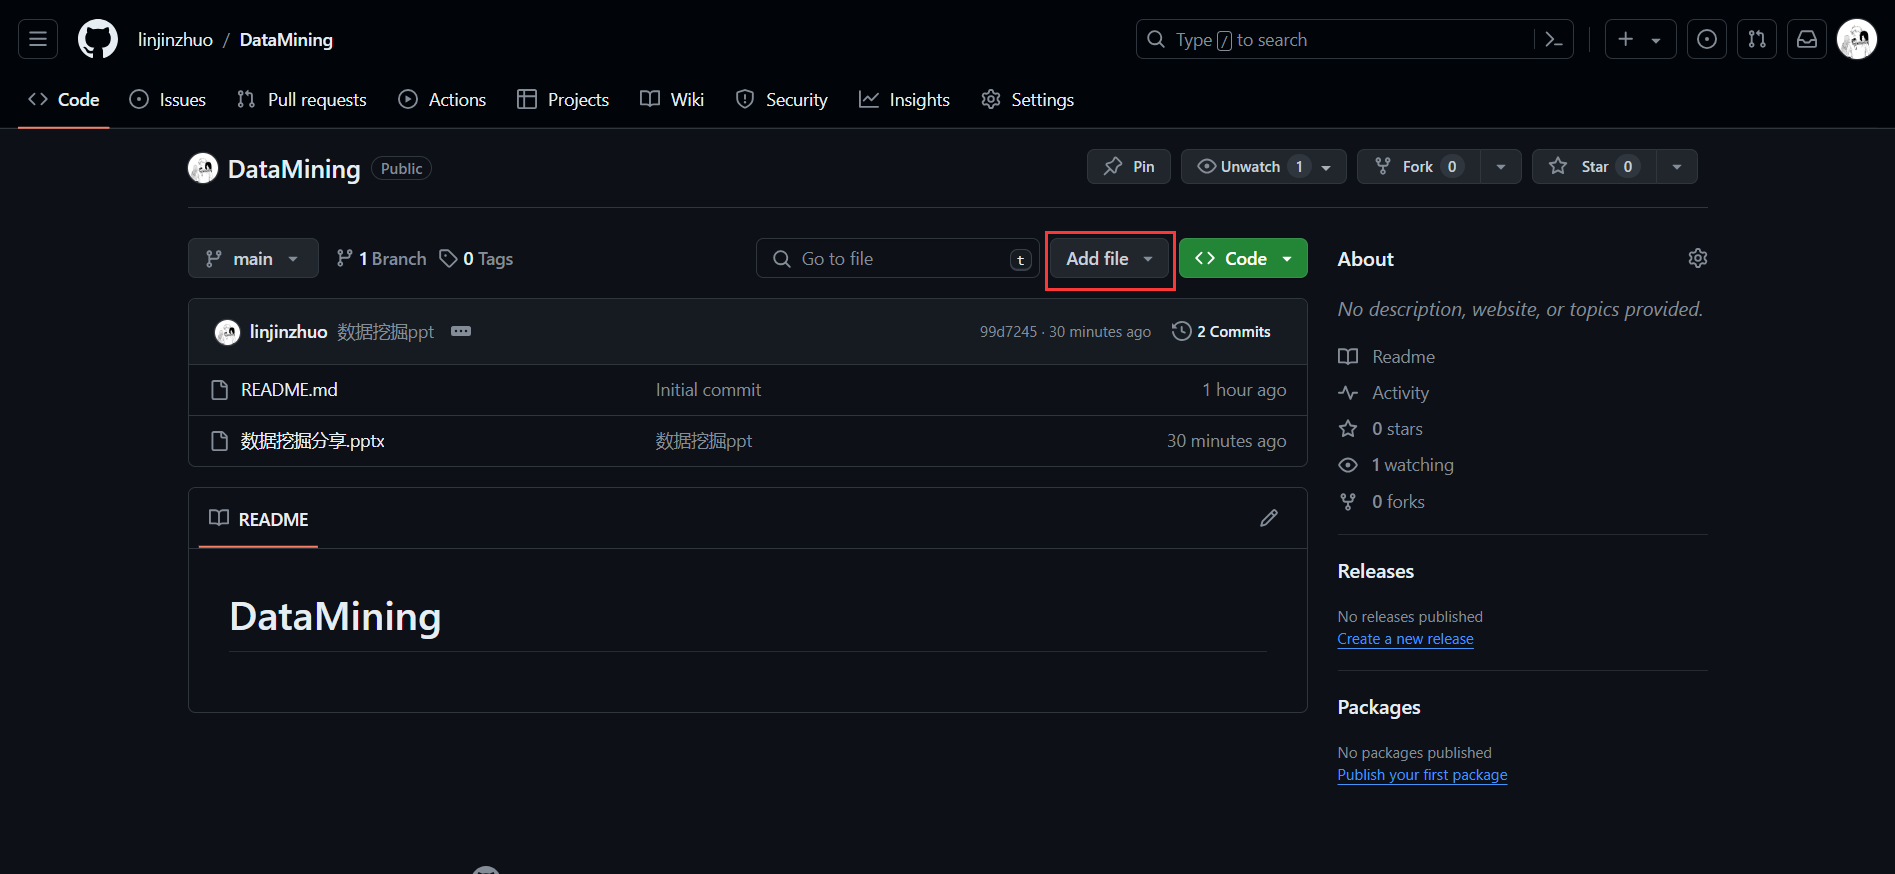 linjinzhuo / DataMining
Type / to search
Code Issues Pull requests Actions Projects Wiki Security Insights Settings
DataMining Public
Pin Unwatch 1 Fork 0 Star 0
main 1 Branch 0 Tags
Go to file t Add file Code
linjinzhuo 数据挖掘ppt 99d7245 · 30 minutes ago 2 Commits
README.md Initial commit 1 hour ago
数据挖掘分享.pptx 数据挖掘ppt 30 minutes ago
README
DataMining
About
No description, website, or topics provided.
Readme
Activity
0 stars
1 watching
0 forks
Releases
No releases published
Create a new release
Packages
No packages published
Publish your first package